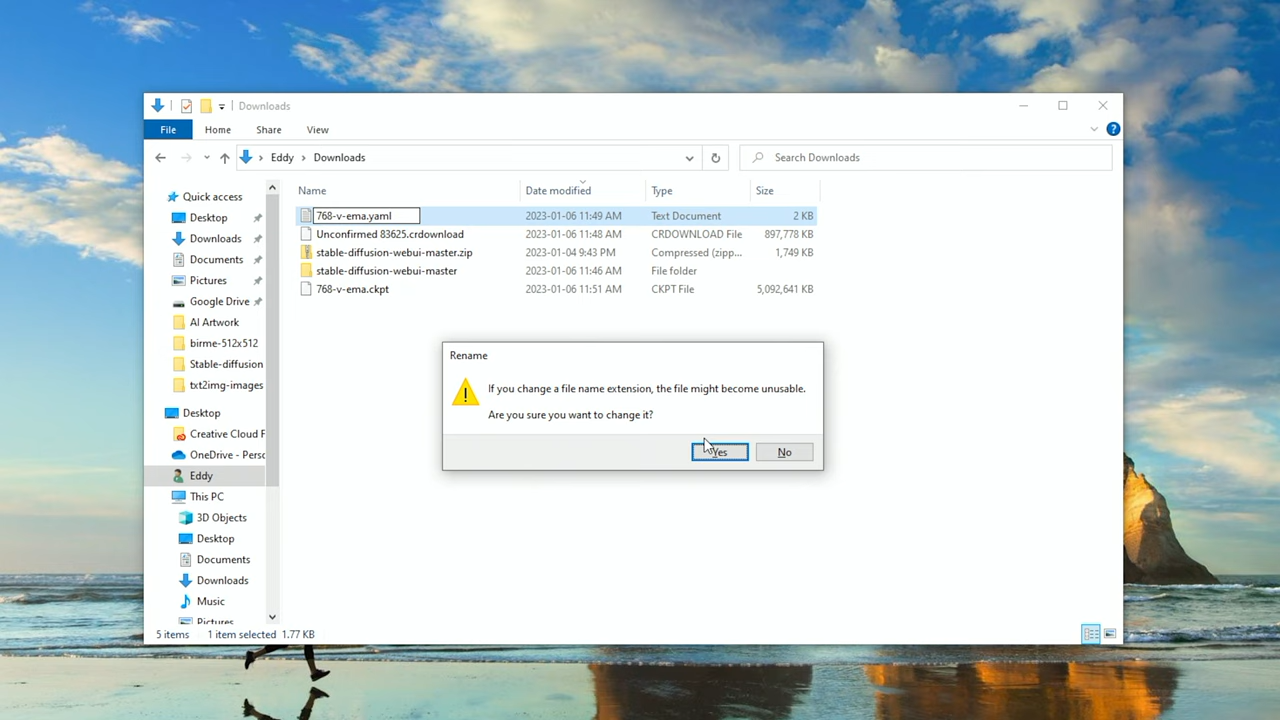 Downloads
File Home Share View
Eddy Downloads
Search Downloads
Name Date modified Type Size
768-v-ema.yaml 2023-01-06 11:49 AM Text Document 2 KB
Unconfirmed 83625.crdownload 2023-01-06 11:48 AM CRDOWNLOAD File 897,778 KB
stable-diffusion-webui-master.zip 2023-01-04 9:43 PM Compressed (zipp... 1,749 KB
stable-diffusion-webui-master 2023-01-06 11:46 AM File folder
768-v-ema.ckpt 2023-01-06 11:51 AM CKPT File 5,092,641 KB
Quick access
Desktop
Downloads
Documents
Pictures
Google Drive
AI Artwork
birme-512x512
Stable-diffusion
txt2img-images
Desktop
Creative Cloud F
OneDrive - Perso
Eddy
This PC
3D Objects
Desktop
Documents
Downloads
Music
Pictures
Rename
If you change a file name extension, the file might become unusable.
Are you sure you want to change it?
Yes No
5 items 1 item selected 1.77 KB